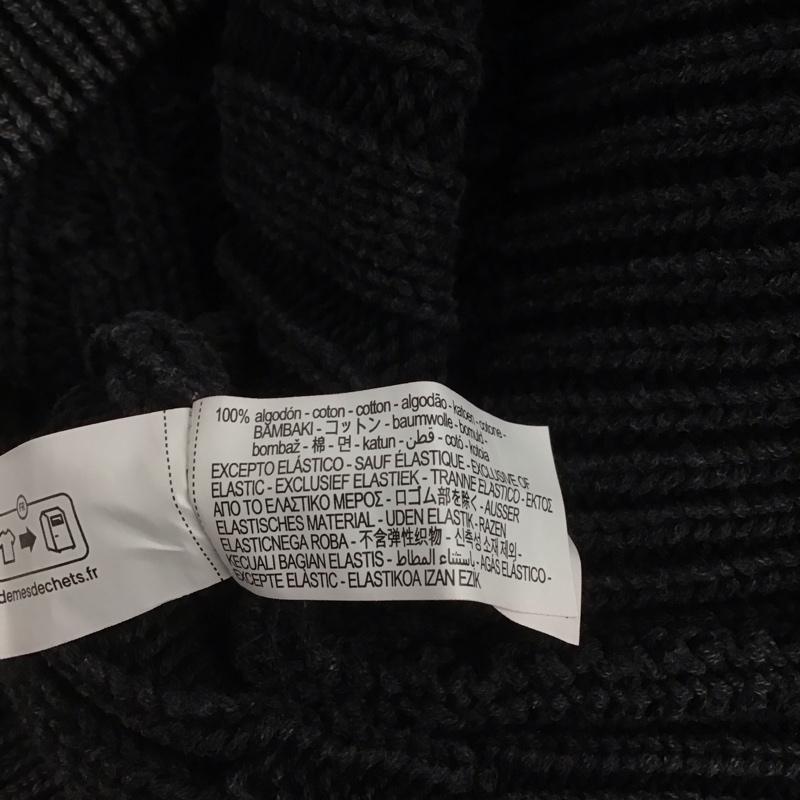 100% algodón - coton - cotton - algodão - katoen - cotone -
BAMBAKI - コットン - baumwolle - bomuld -
bombaž - 棉 - 면 - katun - قطن - cotó - kotoia
EXCEPTO ELÁSTICO - SAUF ÉLASTIQUE - EXCLUSIVE OF
ELASTIC - EXCLUSIEF ELASTIEK - TRANNE ELASTICO - ΕΚΤΟΣ
ΑΠΟ ΤΟ ΕΛΑΣΤΙΚΟ ΜΕΡΟΣ - ロゴム部を除く - AUSSER
ELASTISCHES MATERIAL - UDEN ELASTIK - RAZEN
ELASTICNEGA ROBA - 不含弹性织物 - 신축성 소재 제외 -
KECUALI BAGIAN ELASTIS - باستثناء المطاط - AGÀS ELÁSTICO -
EXCEPTE ELÀSTIC - ELASTIKOA IZAN EZIK
FR
demesdechets.fr